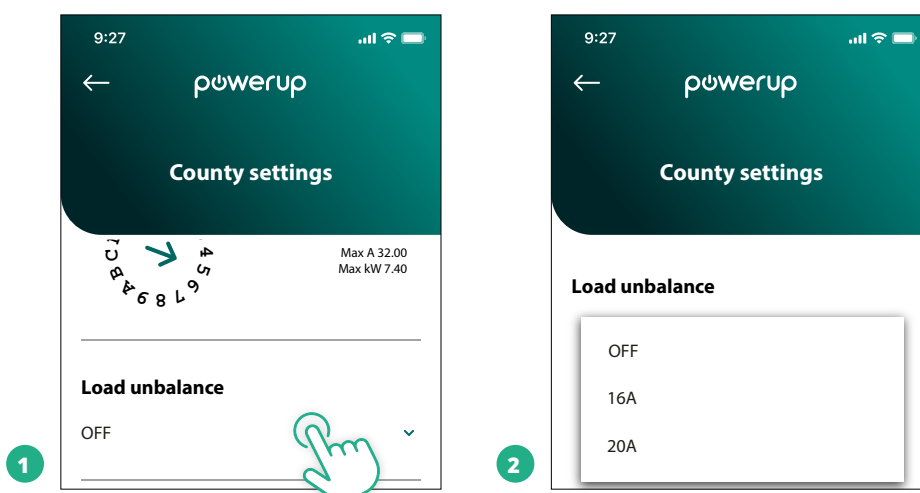 9:27
powerup
County settings
C B A 9 8 7 6 5 4
Max A 32.00
Max kW 7.40
Load unbalance
OFF
1
9:27
powerup
County settings
Load unbalance
OFF
16A
20A
2